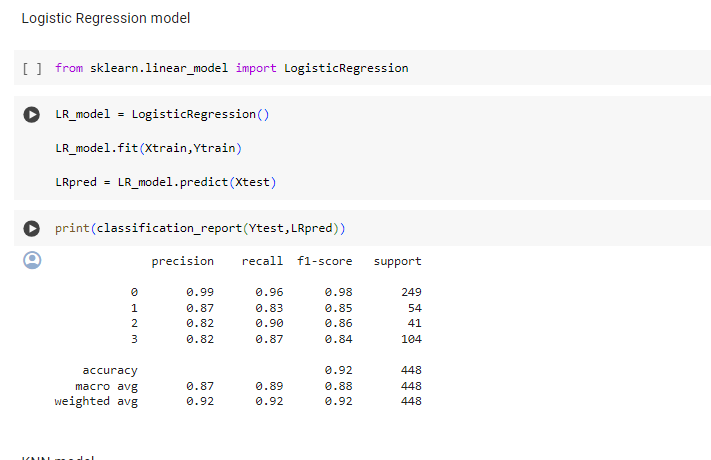 Logistic Regression model
[ ] from sklearn.linear_model import LogisticRegression
LR_model = LogisticRegression()
LR_model.fit(Xtrain,Ytrain)
LRpred = LR_model.predict(Xtest)
print(classification_report(Ytest,LRpred))
precision recall f1-score support
0 0.99 0.96 0.98 249
1 0.87 0.83 0.85 54
2 0.82 0.90 0.86 41
3 0.82 0.87 0.84 104
accuracy 0.92 448
macro avg 0.87 0.89 0.88 448
weighted avg 0.92 0.92 0.92 448
KNN model